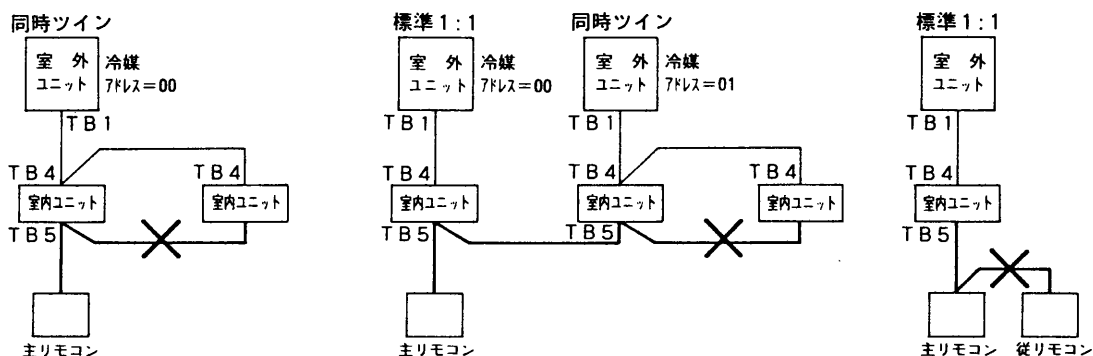 同時ツイン
室 外
ユニット
冷媒
アドレス=00
TB1
TB4
TB4
室内ユニット
室内ユニット
TB5
主リモコン
標準1:1
室 外
ユニット
冷媒
アドレス=00
TB1
TB4
室内ユニット
TB5
主リモコン
同時ツイン
室 外
ユニット
冷媒
アドレス=01
TB1
TB4
TB4
室内ユニット
室内ユニット
TB5
標準1:1
室 外
ユニット
TB1
TB4
室内ユニット
TB5
主リモコン
従リモコン